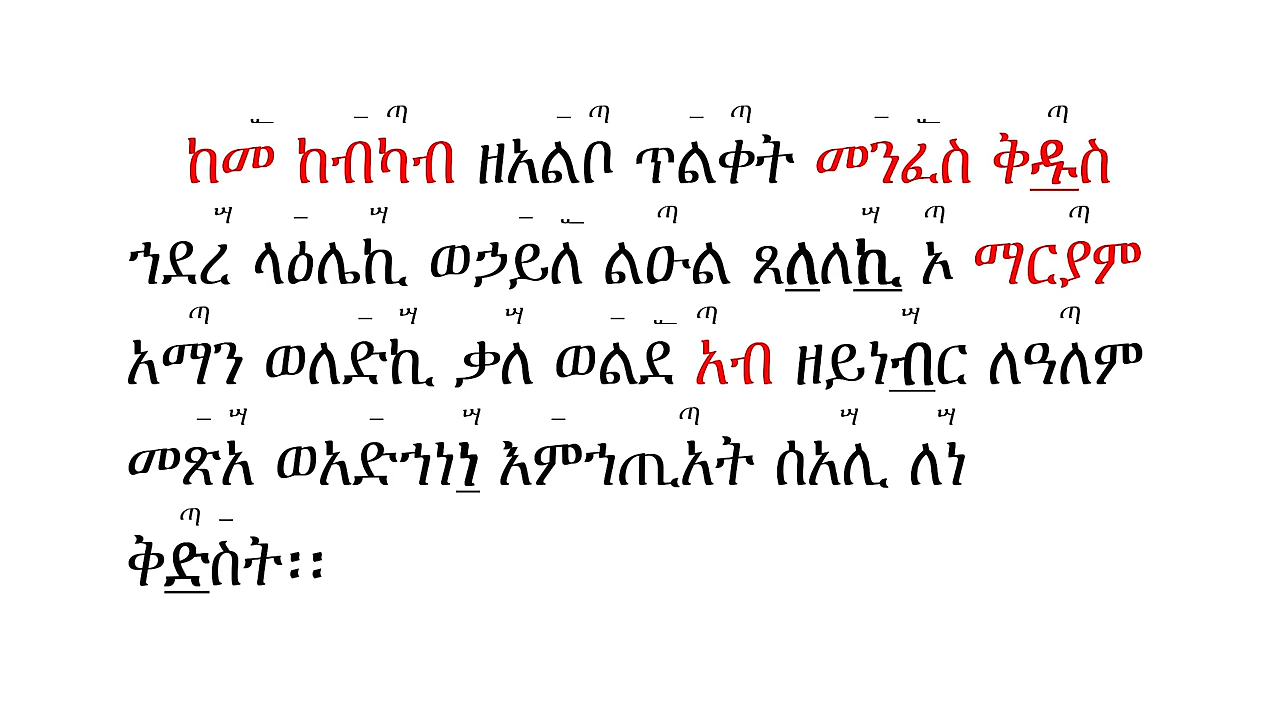 ከመ ከብካብ ዘአልቦ ጥልቀት መንፈስ ቅዱስ
ኀደረ ላዕሌኪ ወኃይለ ልዑል ጸለለኪ ኦ ማርያም
አማን ወለድኪ ቃለ ወልደ አብ ዘይነብር ለዓለም
መጽአ ወአድኀነነ እምኀጢአት ሰአሊ ለነ
ቅድስት፡፡